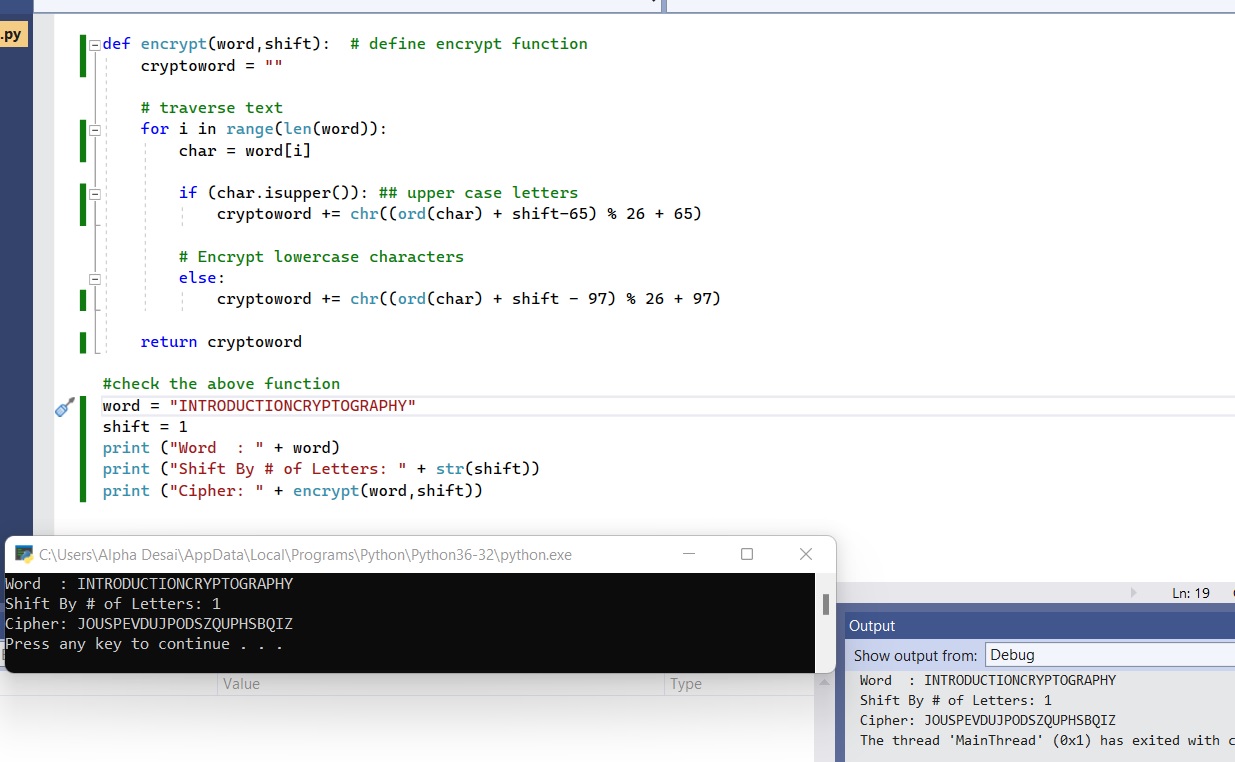 .py
def encrypt(word,shift):  # define encrypt function
cryptoword = ""
# traverse text
for i in range(len(word)):
char = word[i]
if (char.isupper()): ## upper case letters
cryptoword += chr((ord(char) + shift-65) % 26 + 65)
# Encrypt lowercase characters
else:
cryptoword += chr((ord(char) + shift - 97) % 26 + 97)
return cryptoword
#check the above function
word = "INTRODUCTIONCRYPTOGRAPHY"
shift = 1
print ("Word  : " + word)
print ("Shift By # of Letters: " + str(shift))
print ("Cipher: " + encrypt(word,shift))
C:\Users\Alpha Desai\AppData\Local\Programs\Python\Python36-32\python.exe
Word  : INTRODUCTIONCRYPTOGRAPHY
Shift By # of Letters: 1
Cipher: JOUSPEVDUJPODSZQUPHSBQIZ
Press any key to continue . . .
Ln: 19
Value
Type
Output
Show output from: Debug
Word  : INTRODUCTIONCRYPTOGRAPHY
Shift By # of Letters: 1
Cipher: JOUSPEVDUJPODSZQUPHSBQIZ
The thread 'MainThread' (0x1) has exited with